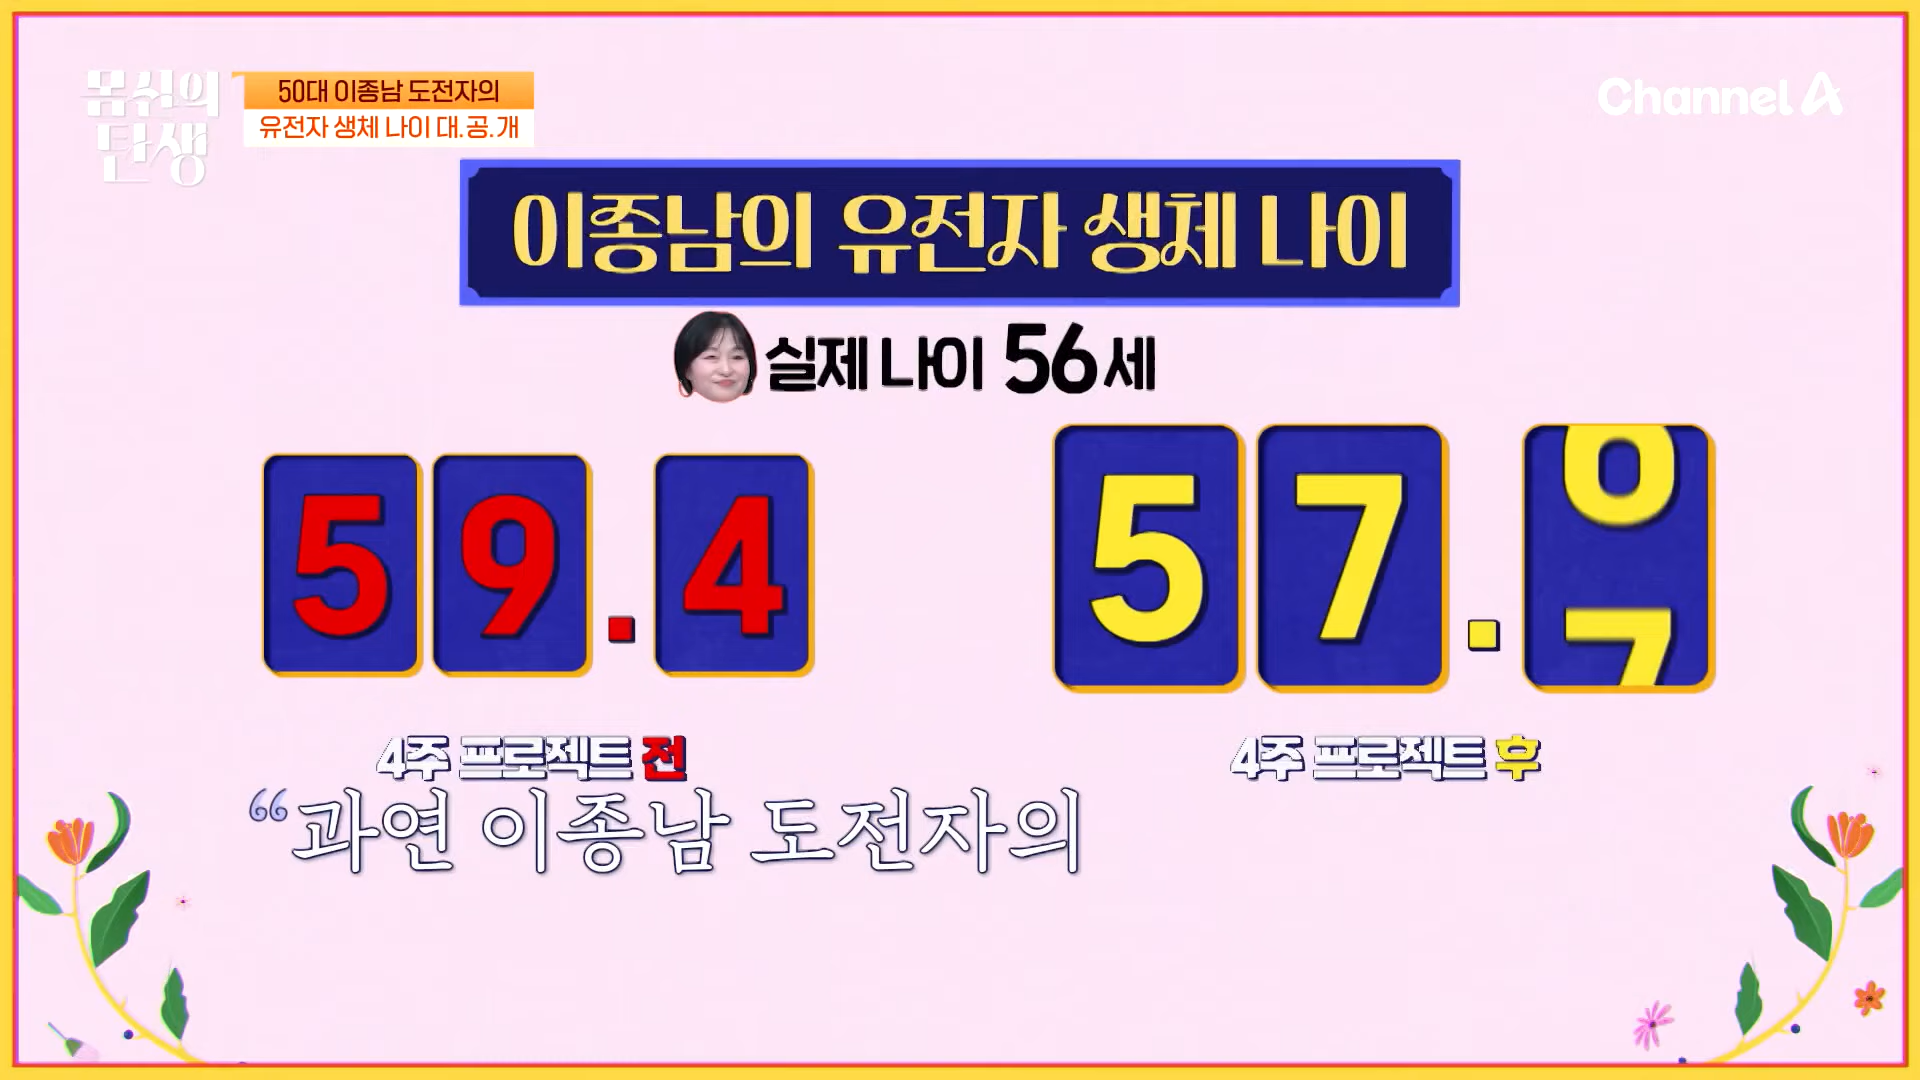 몸신의
탄생
50대 이종남 도전자의
유전자 생체 나이 대.공.개
Channel A
이종남의 유전자 생체 나이
실제 나이 56세
59.4
57.
4주 프로젝트 전
4주 프로젝트 후
“과연 이종남 도전자의